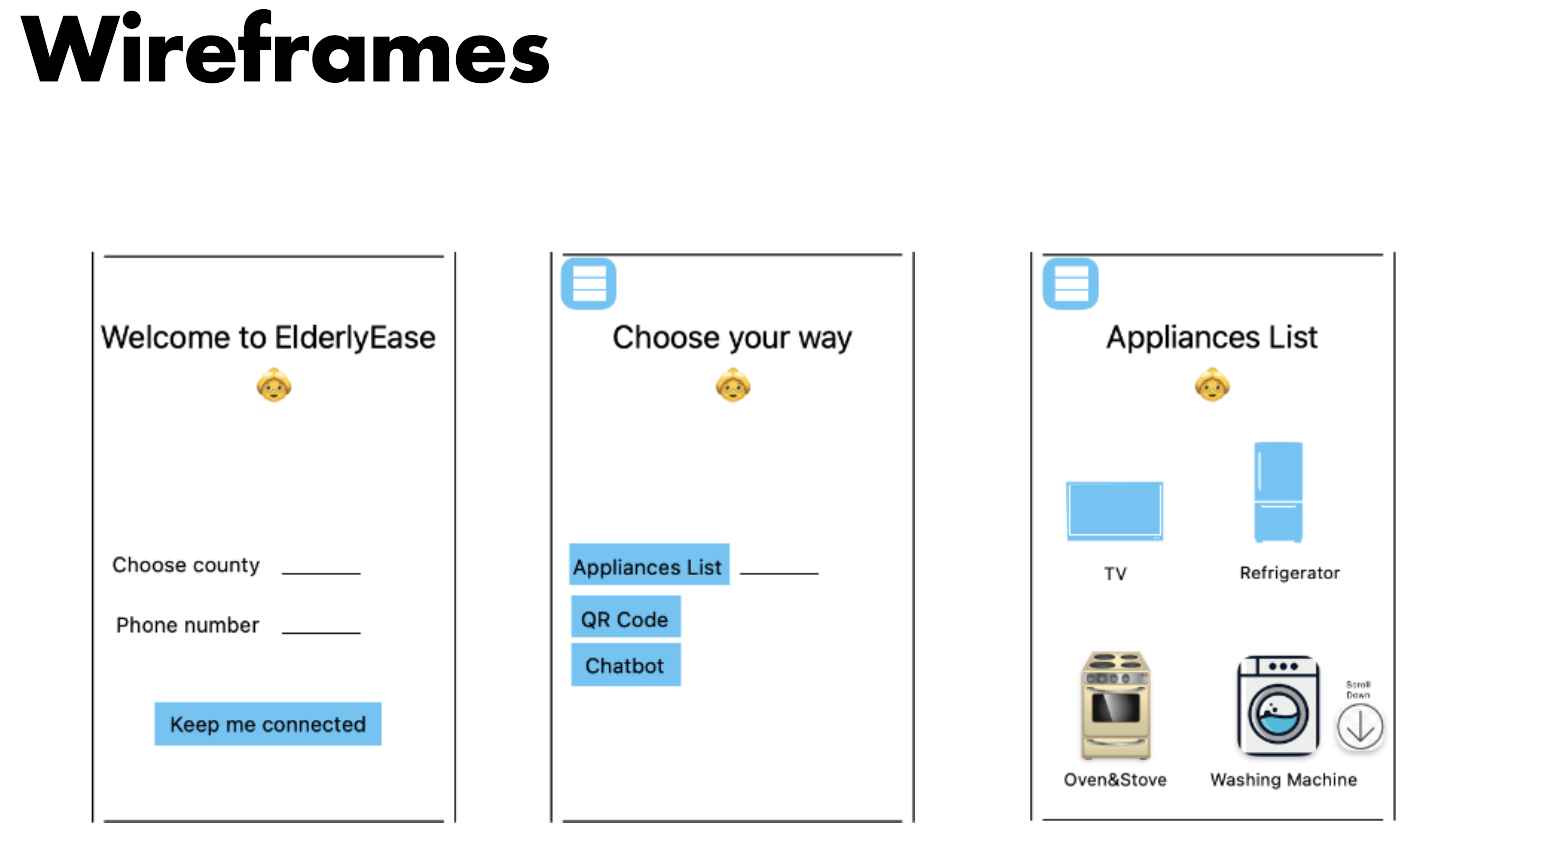 Wireframes
Welcome to ElderlyEase
Choose county
Phone number
Keep me connected
Choose your way
Appliances List
QR Code
Chatbot
Appliances List
TV
Refrigerator
Oven&Stove
Washing Machine
Scroll
Down